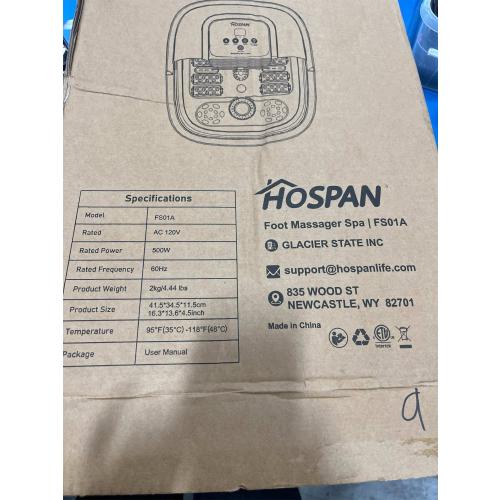 HOSPAN
Specifications
Model FS01A
Rated AC 120V
Rated Power 500W
Rated Frequency 60Hz
Product Weight 2kg/4.44 lbs
Product Size 41.5*34.5*11.5cm
16.3*13.6*4.5inch
Temperature 95°F(35°C) -118°F(48°C)
Package User Manual
HOSPAN
Foot Massager Spa | FS01A
GLACIER STATE INC
support@hospanlife.com
835 WOOD ST
NEWCASTLE, WY 82701
Made in China
ETL
Intertek
a